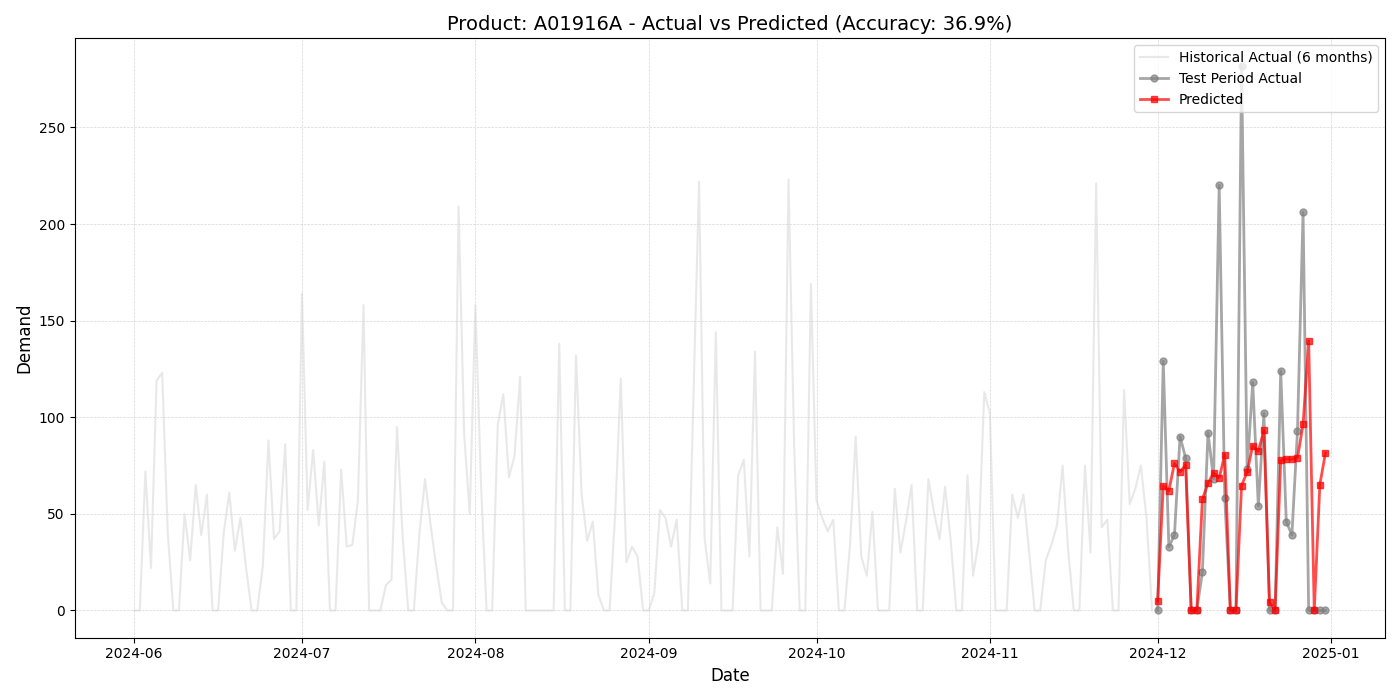 Product: A01916A - Actual vs Predicted (Accuracy: 36.9%)
Historical Actual (6 months)
Test Period Actual
Predicted
250
200
150
100
50
0
Demand
2024-06
2024-07
2024-08
2024-09
2024-10
2024-11
2024-12
2025-01
Date